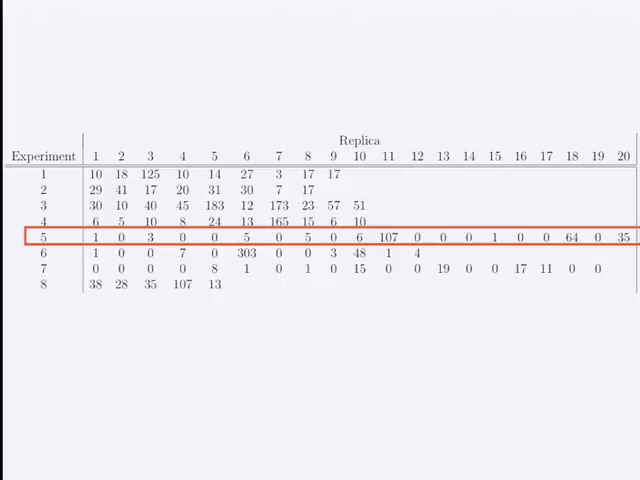 Replica
Experiment 1 2 3 4 5 6 7 8 9 10 11 12 13 14 15 16 17 18 19 20
1 10 18 125 10 14 27 3 17 17
2 29 41 17 20 31 30 7 17
3 30 10 40 45 183 12 173 23 57 51
4 6 5 10 8 24 13 165 15 6 10
5 1 0 3 0 0 5 0 5 0 6 107 0 0 0 1 0 0 64 0 35
6 1 0 0 7 0 303 0 0 3 48 1 4
7 0 0 0 0 8 1 0 1 0 15 0 0 19 0 0 17 11 0 0
8 38 28 35 107 13